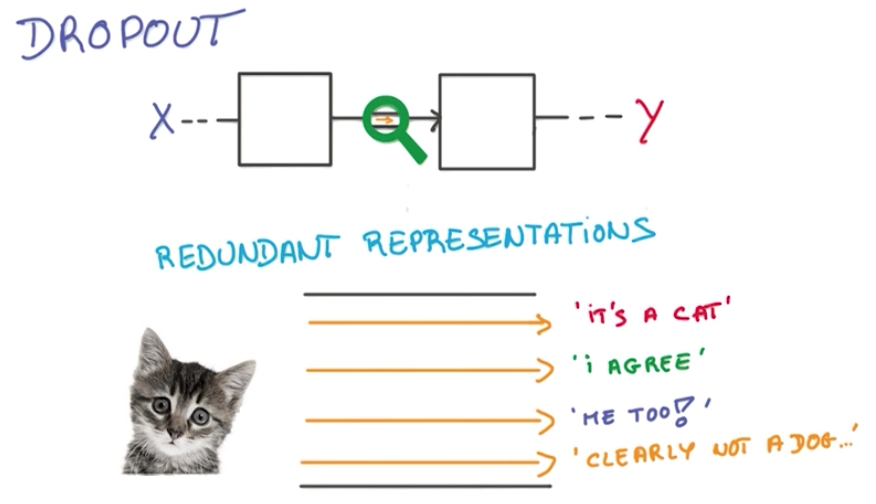 DROPOUT
X
Y
REDUNDANT REPRESENTATIONS
'iT'S A CAT'
'i AGREE'
'ME TOO!'
'CLEARLY NOT A DOG...'